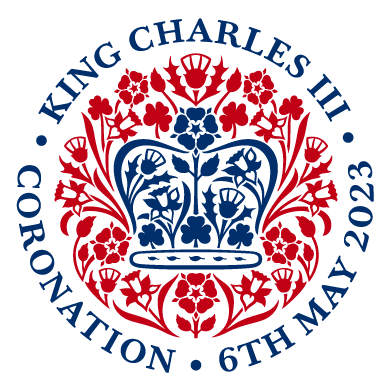 • KING CHARLES III •
CORONATION • 6TH MAY 2023